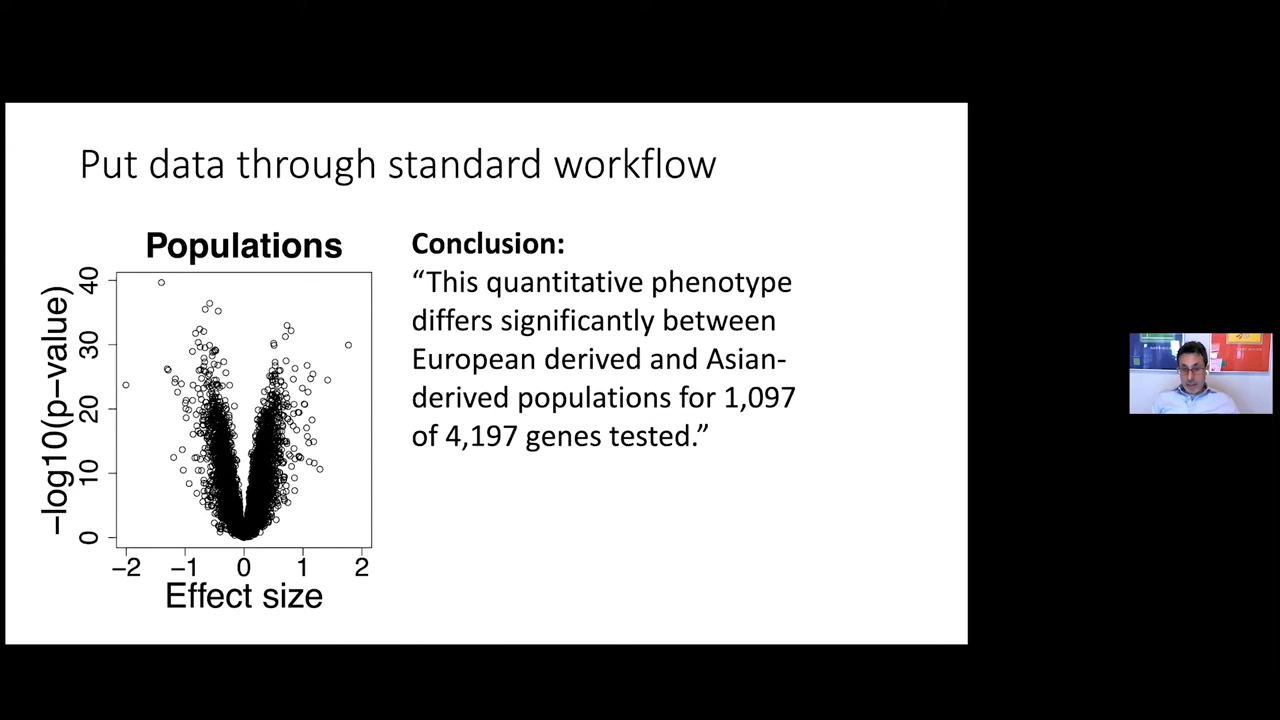 Put data through standard workflow
Populations
−log10(p−value)
40
30
20
10
0
−2 −1 0 1 2
Effect size
Conclusion:
“This quantitative phenotype
differs significantly between
European derived and Asian-
derived populations for 1,097
of 4,197 genes tested.”